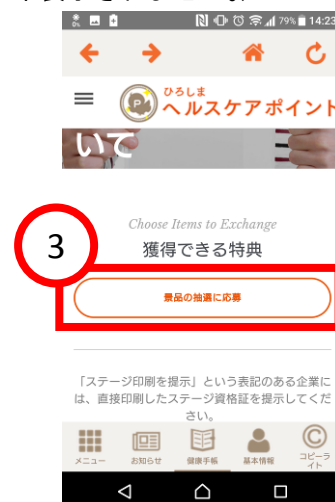 0%
79% 14:23
ひろしま
ヘルスケアポイント
いて
Choose Items to Exchange
獲得できる特典
3
景品の抽選に応募
「ステージ印刷を提示」という表記のある企業に
は、直接印刷したステージ資格証を提示してくだ
さい。
メニュー お知らせ 健康手帳 基本情報 コピーラ
イト